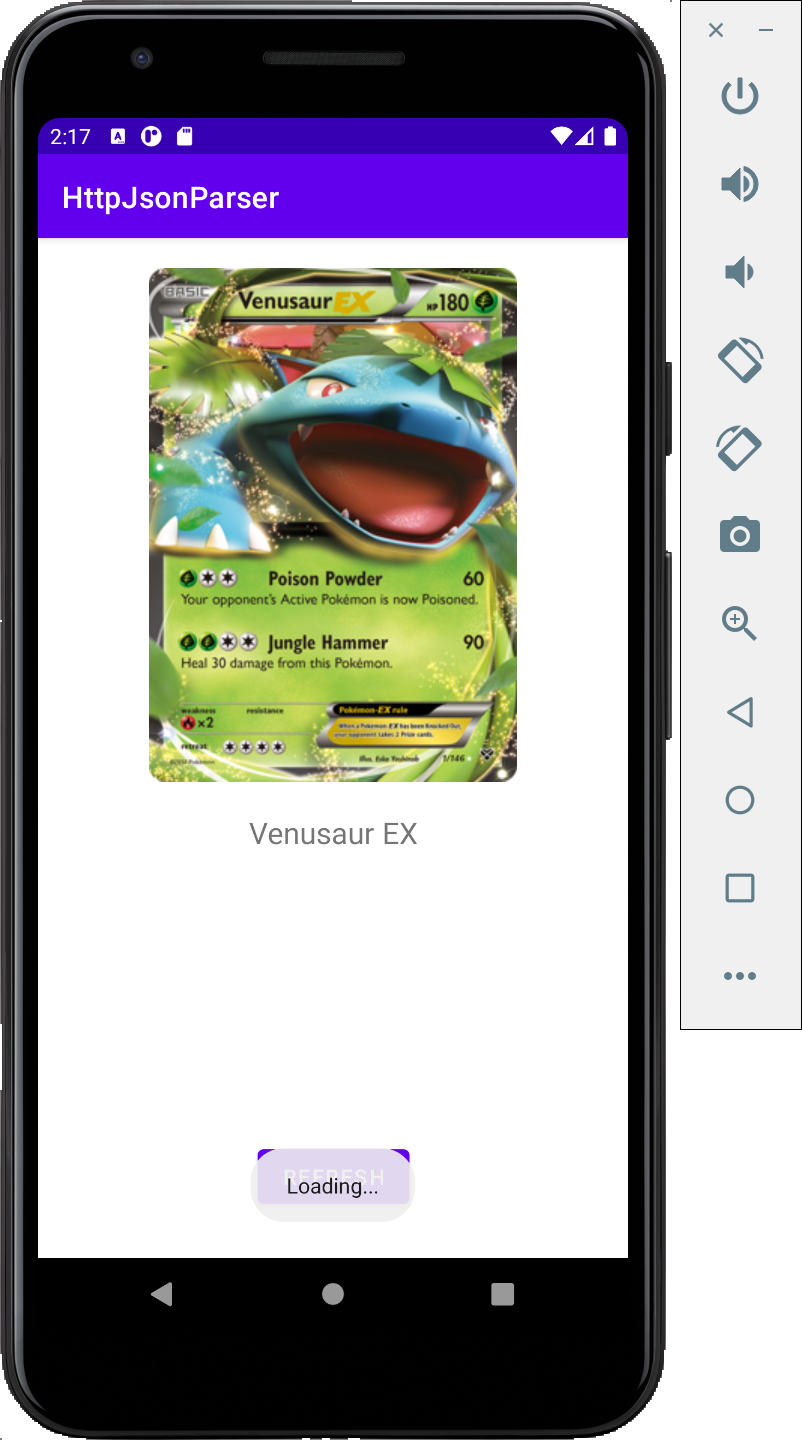 2:17
HttpJsonParser
BASIC
Venusaur EX HP 180
Poison Powder 60
Your opponent's Active Pokémon is now Poisoned.
Jungle Hammer 90
Heal 30 damage from this Pokémon.
weakness resistance
×2
Pokémon-EX rule
When a Pokémon-EX has been Knocked Out,
your opponent takes 2 Prize cards.
retreat
Illus. Eske Yoshinob 1/146
Venusaur EX
REFRESH
Loading...